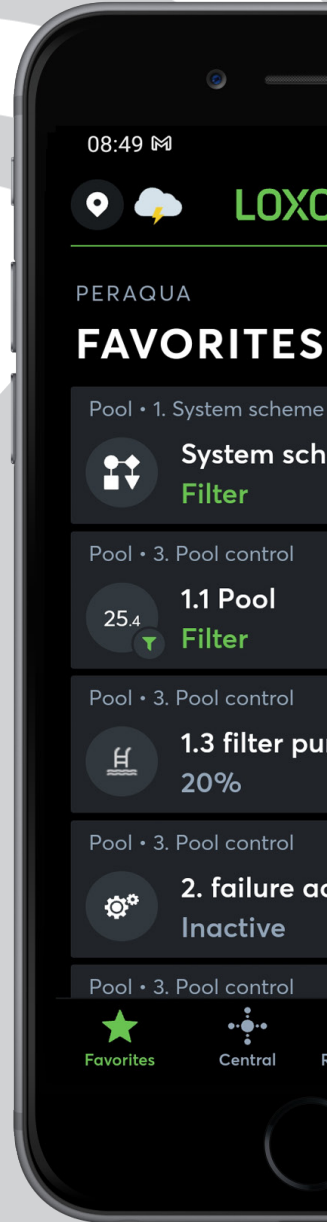 08:49
LOXO
PERAQUA
FAVORITES
Pool • 1. System scheme
System sch
Filter
Pool • 3. Pool control
25.4
1.1 Pool
Filter
Pool • 3. Pool control
1.3 filter pu
20%
Pool • 3. Pool control
2. failure ac
Inactive
Pool • 3. Pool control
Favorites
Central
R